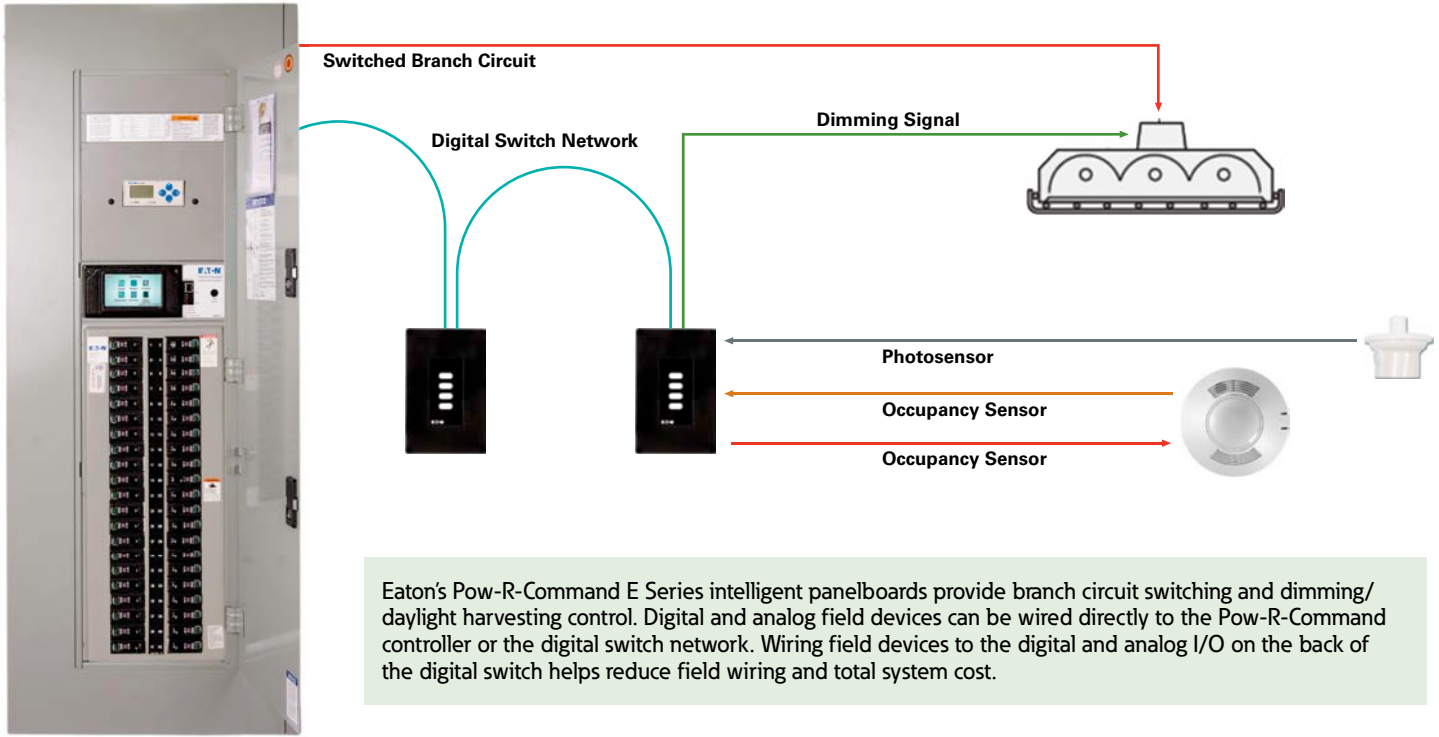 Switched Branch Circuit
Digital Switch Network
Dimming Signal
E·T·N
E·T·N
E·T·N
E·T·N
Photosensor
Occupancy Sensor
Occupancy Sensor
Eaton's Pow-R-Command E Series intelligent panelboards provide branch circuit switching and dimming/
daylight harvesting control. Digital and analog field devices can be wired directly to the Pow-R-Command
controller or the digital switch network. Wiring field devices to the digital and analog I/O on the back of
the digital switch helps reduce field wiring and total system cost.